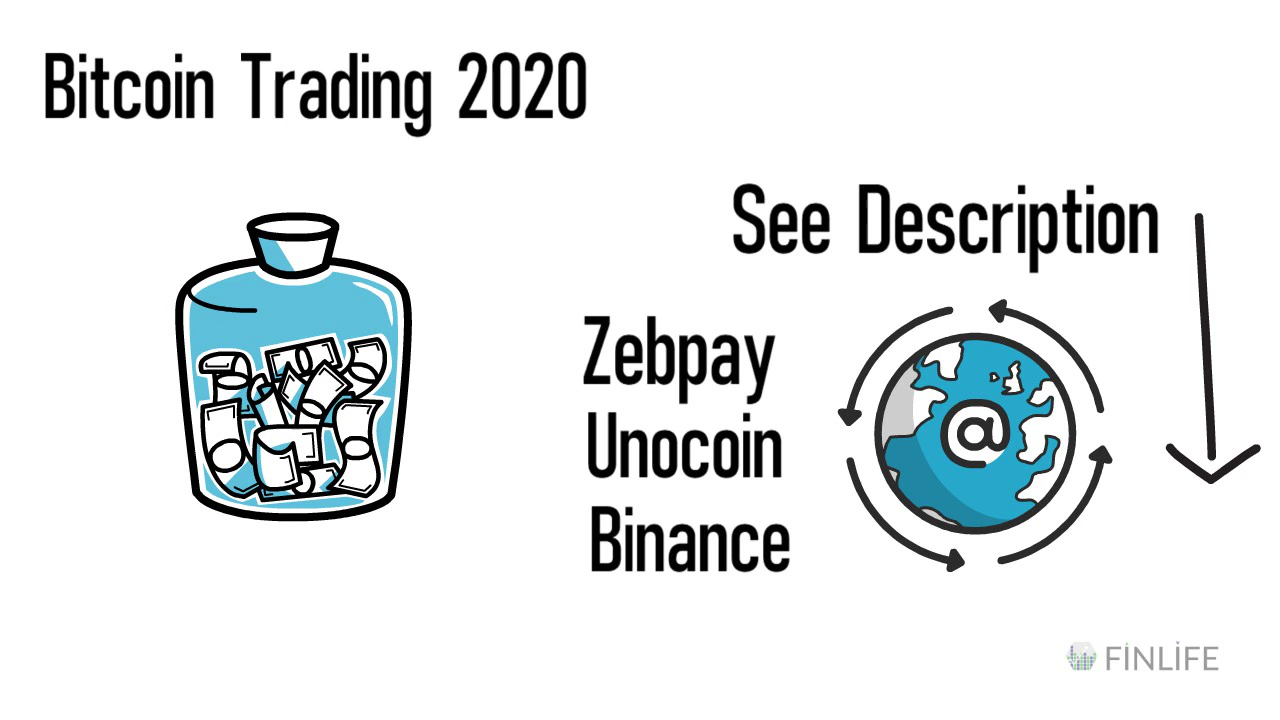 Bitcoin Trading 2020
See Description
Zebpay
Unocoin
Binance
@
FINLIFE